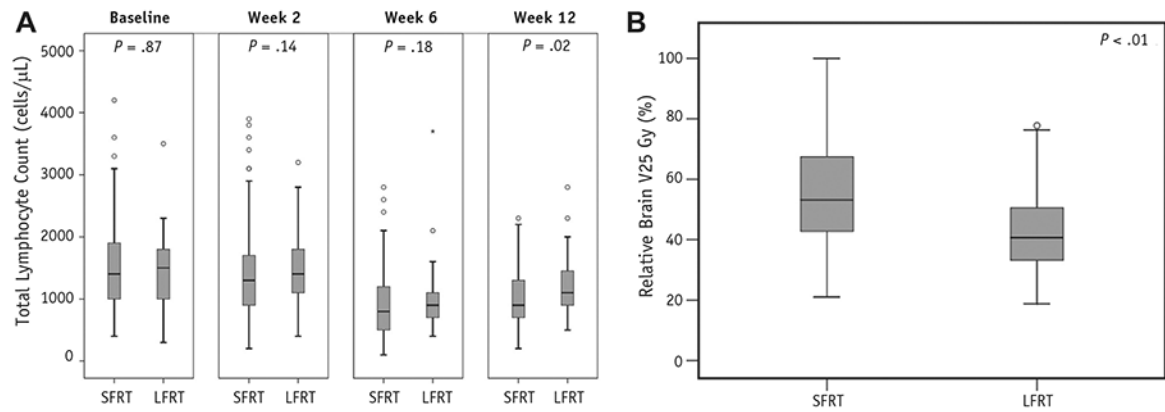 A
Baseline
Week 2
Week 6
Week 12
P = .87
P = .14
P = .18
P = .02
Total Lymphocyte Count (cells/µL)
5000
4000
3000
2000
1000
0
SFRT LFRT
SFRT LFRT
SFRT LFRT
SFRT LFRT
B
P < .01
Relative Brain V25 Gy (%)
100
80
60
40
20
0
SFRT
LFRT